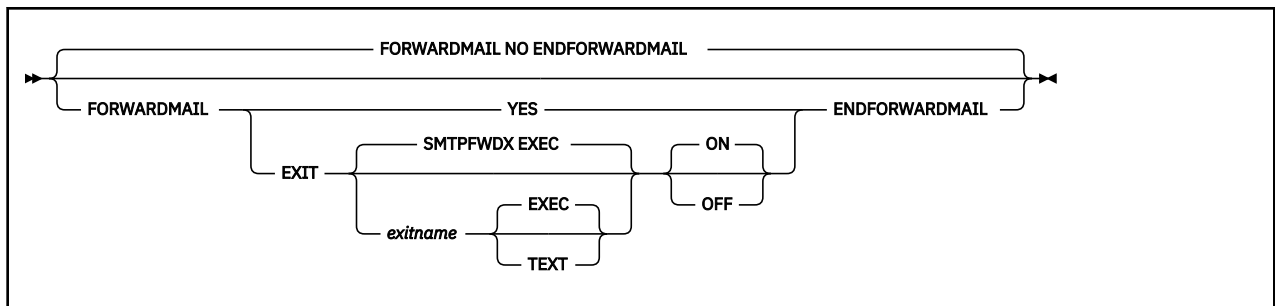 FORWARDMAIL NO ENDFORWARDMAIL
FORWARDMAIL YES ENDFORWARDMAIL
SMTPFWDX EXEC ON
EXIT
EXEC OFF
exitname
TEXT